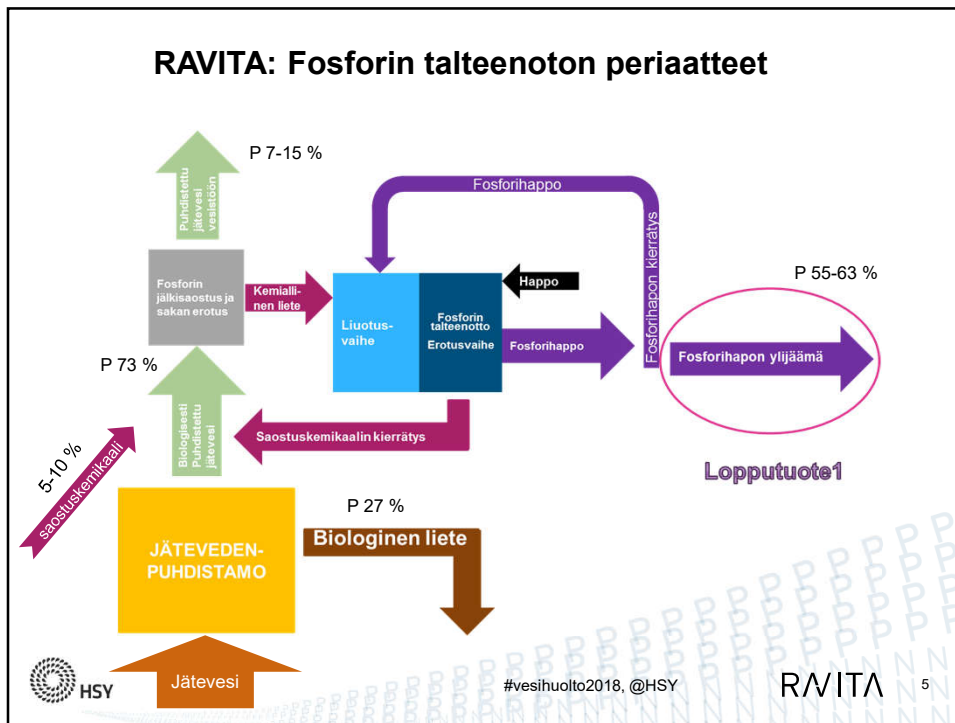 RAVITA: Fosforin talteenoton periaatteet
P 7-15 %
Puhdistettu
jätevesi
vesistöön
Fosforihappo
Fosforin
jälkisaostus ja
sakan erotus
Kemialli-
nen liete
Liuotus-
vaihe
Fosforin
talteenotto
Erotusvaihe
Happo
Fosforihappo
Fosforihapon kierrätys
P 55-63 %
Fosforihapon ylijäämä
Lopputuote1
P 73 %
Biologisesti
Puhdistettu
jätevesi
Saostuskemikaalin kierrätys
5-10 %
saostuskemikaali
P 27 %
Biologinen liete
JÄTEVEDEN-
PUHDISTAMO
Jätevesi
HSY
#vesihuolto2018, @HSY
RAVITA
5